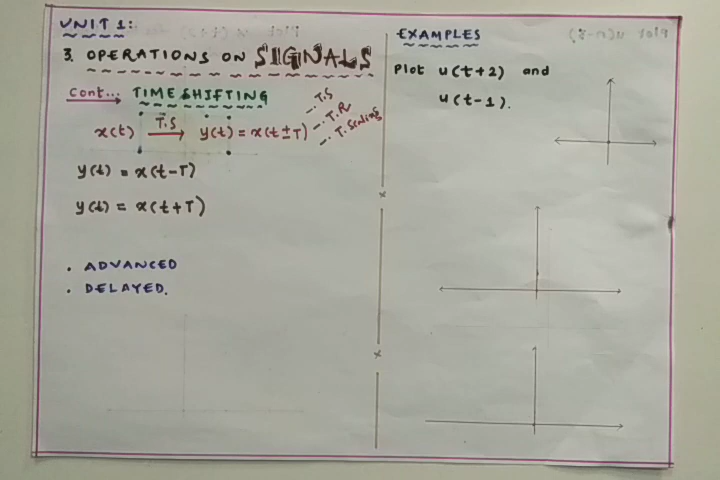 UNIT 1:
3. OPERATIONS ON SIGNALS
CONT... TIME SHIFTING
x(t) T.S y(t) = x(t±T)
- T.S
- T.R
- T. Scaling
y(t) = x(t-T)
y(t) = x(t+T)
. ADVANCED
. DELAYED.
EXAMPLES
Plot u(t+2) and
u(t-1).